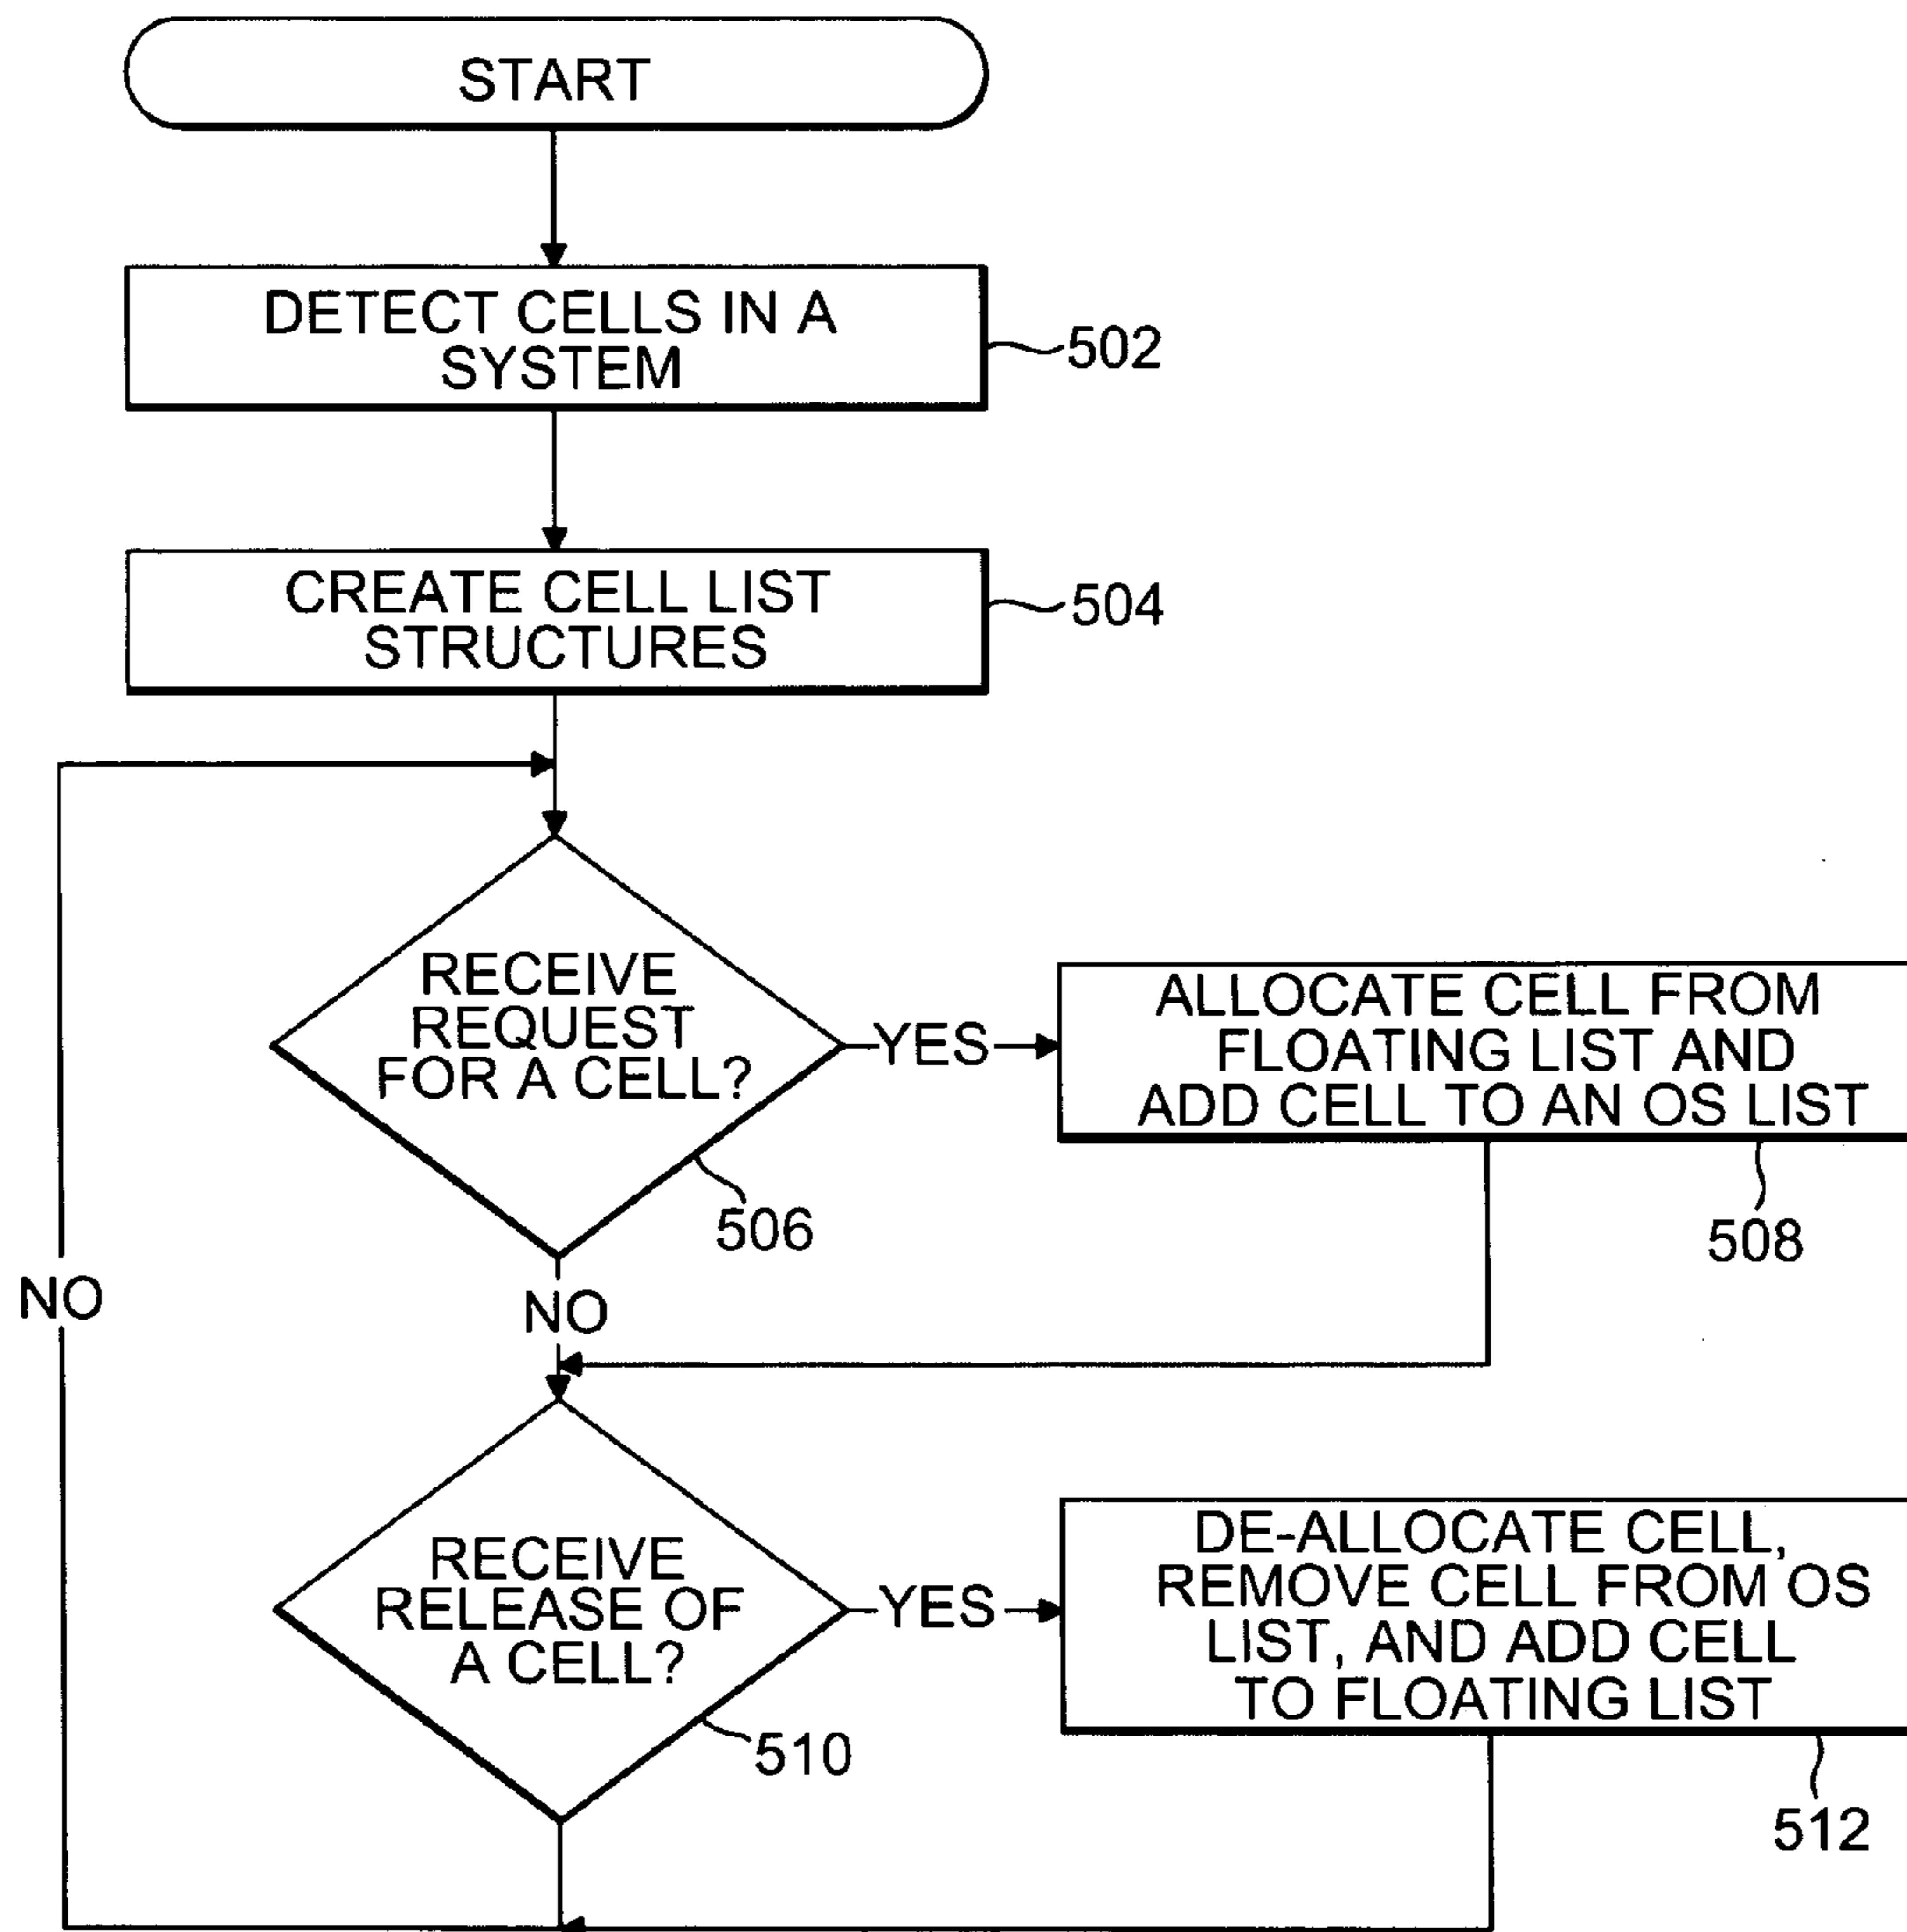 START
DETECT CELLS IN A
SYSTEM
502
CREATE CELL LIST
STRUCTURES
504
RECEIVE
REQUEST
FOR A CELL?
506
YES
ALLOCATE CELL FROM
FLOATING LIST AND
ADD CELL TO AN OS LIST
508
NO
NO
RECEIVE
RELEASE OF
A CELL?
510
YES
DE-ALLOCATE CELL,
REMOVE CELL FROM OS
LIST, AND ADD CELL
TO FLOATING LIST
512